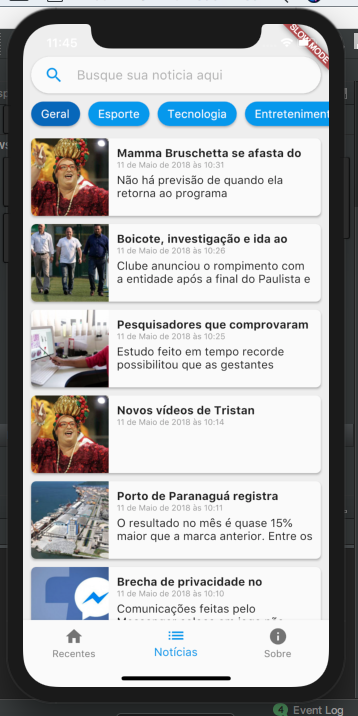 11:45
SLOW MODE
Busque sua noticia aqui
Geral Esporte Tecnologia Entreteniment
Mamma Bruschetta se afasta do
11 de Maio de 2018 às 10:31
Não há previsão de quando ela
retorna ao programa
Boicote, investigação e ida ao
11 de Maio de 2018 às 10:26
Clube anunciou o rompimento com
a entidade após a final do Paulista e
Pesquisadores que comprovaram
11 de Maio de 2018 às 10:25
Estudo feito em tempo recorde
possibilitou que as gestantes
Novos vídeos de Tristan
11 de Maio de 2018 às 10:14
Porto de Paranaguá registra
11 de Maio de 2018 às 10:11
O resultado no mês é quase 15%
maior que a marca anterior. Entre os
Brecha de privacidade no
11 de Maio de 2018 às 10:10
Comunicações feitas pelo
Recentes Notícias Sobre
4 Event Log